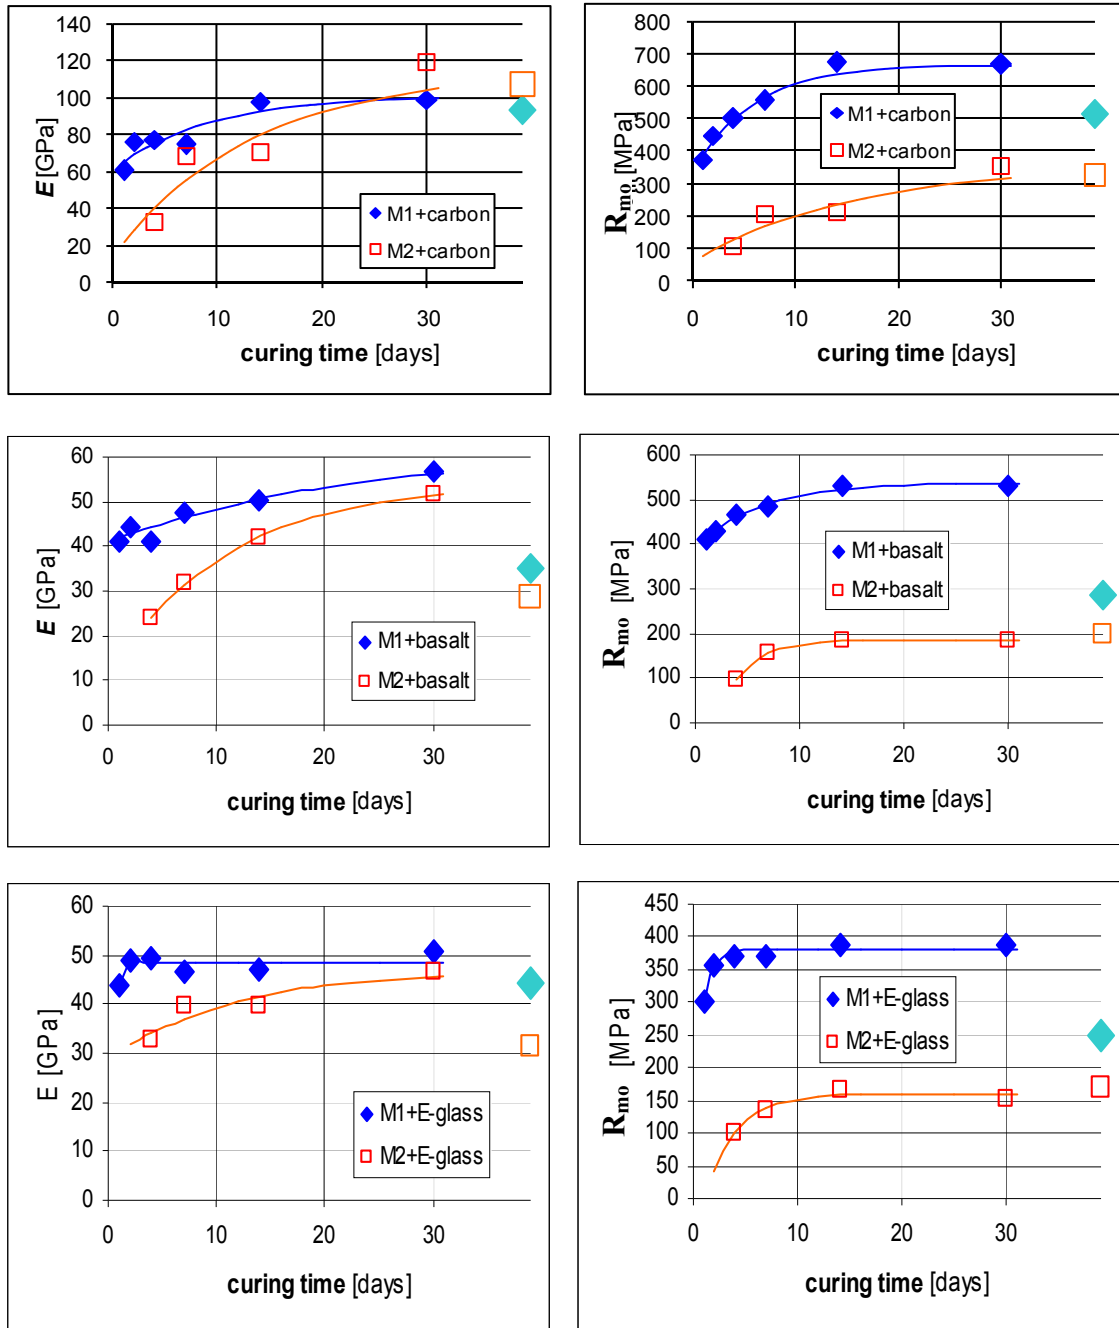 140
120
100
80
60
40
20
0
E [GPa]
M1+carbon
M2+carbon
0 10 20 30
curing time [days]
800
700
600
500
400
300
200
100
0
Rmo [MPa]
M1+carbon
M2+carbon
0 10 20 30
curing time [days]
60
50
40
30
20
10
0
E [GPa]
M1+basalt
M2+basalt
0 10 20 30
curing time [days]
600
500
400
300
200
100
0
Rmo [MPa]
M1+basalt
M2+basalt
0 10 20 30
curing time [days]
60
50
40
30
20
10
0
E [GPa]
M1+E-glass
M2+E-glass
0 10 20 30
curing time [days]
450
400
350
300
250
200
150
100
50
0
Rmo [MPa]
M1+E-glass
M2+E-glass
0 10 20 30
curing time [days]